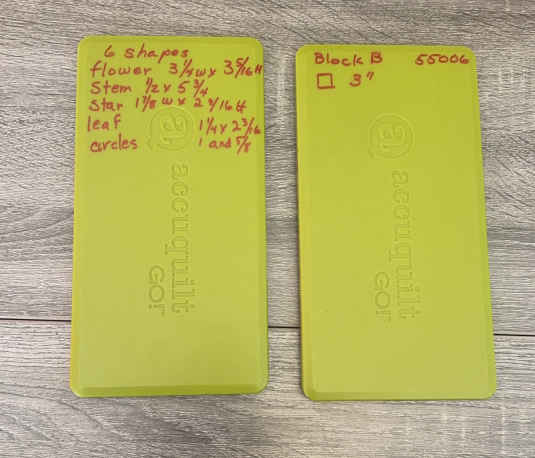 6 shapes
flower 3 1/4 w x 3 5/16 H
Stem 1/2 x 5 3/4
Star 1 7/8 w x 2 4/16 H
leaf 1 1/4 x 2 3/16
circles 1 and 5/8
accuquilt
GO!
Block B 55006
□ 3"
accuquilt
GO!